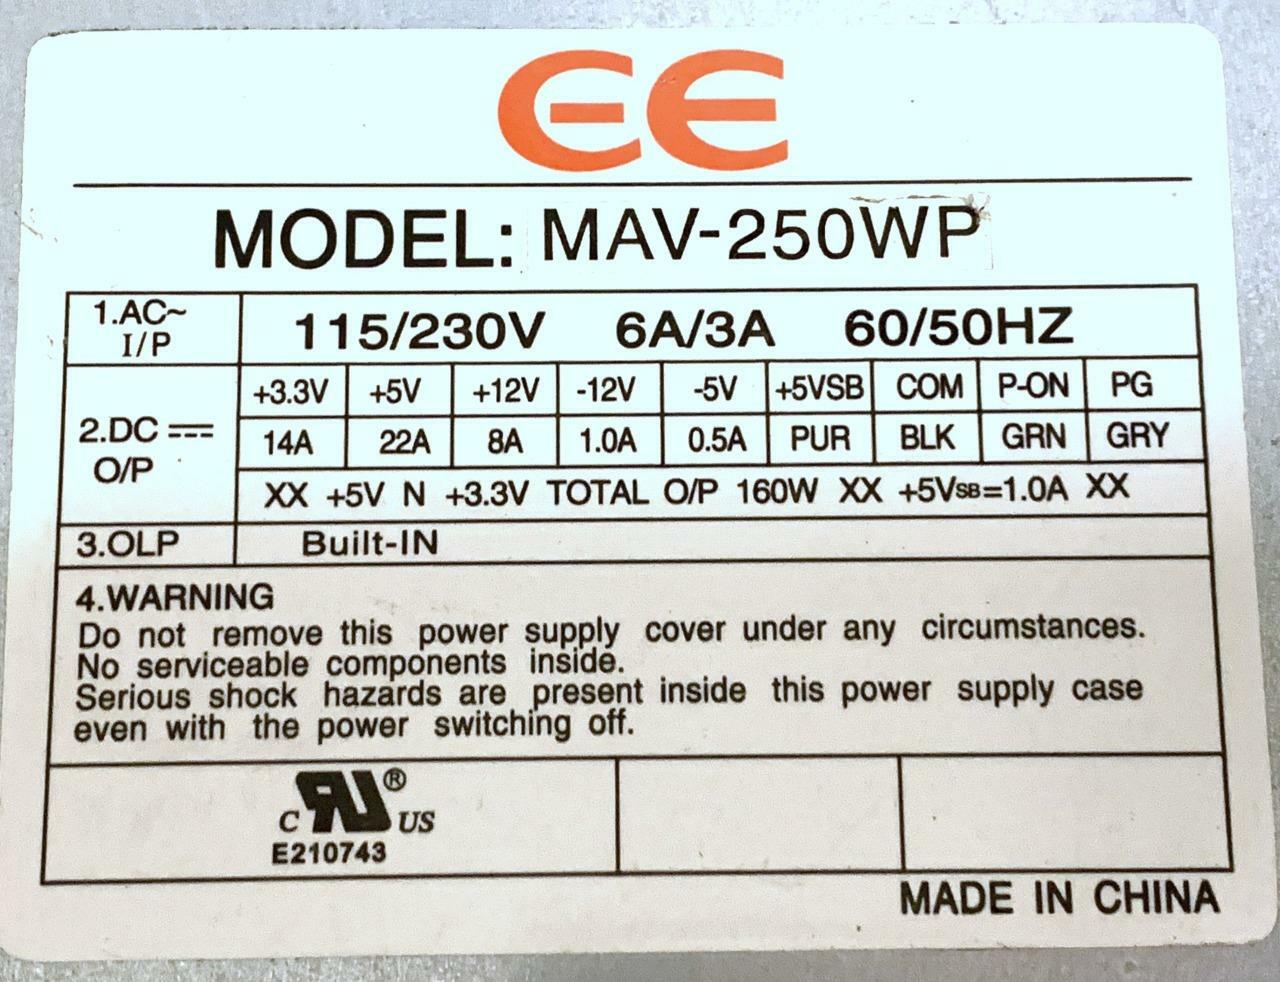 CE
MODEL: MAV-250WP
1.AC~ I/P 115/230V 6A/3A 60/50HZ
2.DC⎓ O/P
+3.3V +5V +12V -12V -5V +5VSB COM P-ON PG
14A 22A 8A 1.0A 0.5A PUR BLK GRN GRY
XX +5V N +3.3V TOTAL O/P 160W XX +5VSB=1.0A XX
3.OLP Built-IN
4.WARNING
Do not remove this power supply cover under any circumstances.
No serviceable components inside.
Serious shock hazards are present inside this power supply case
even with the power switching off.
C RU® US
E210743
MADE IN CHINA